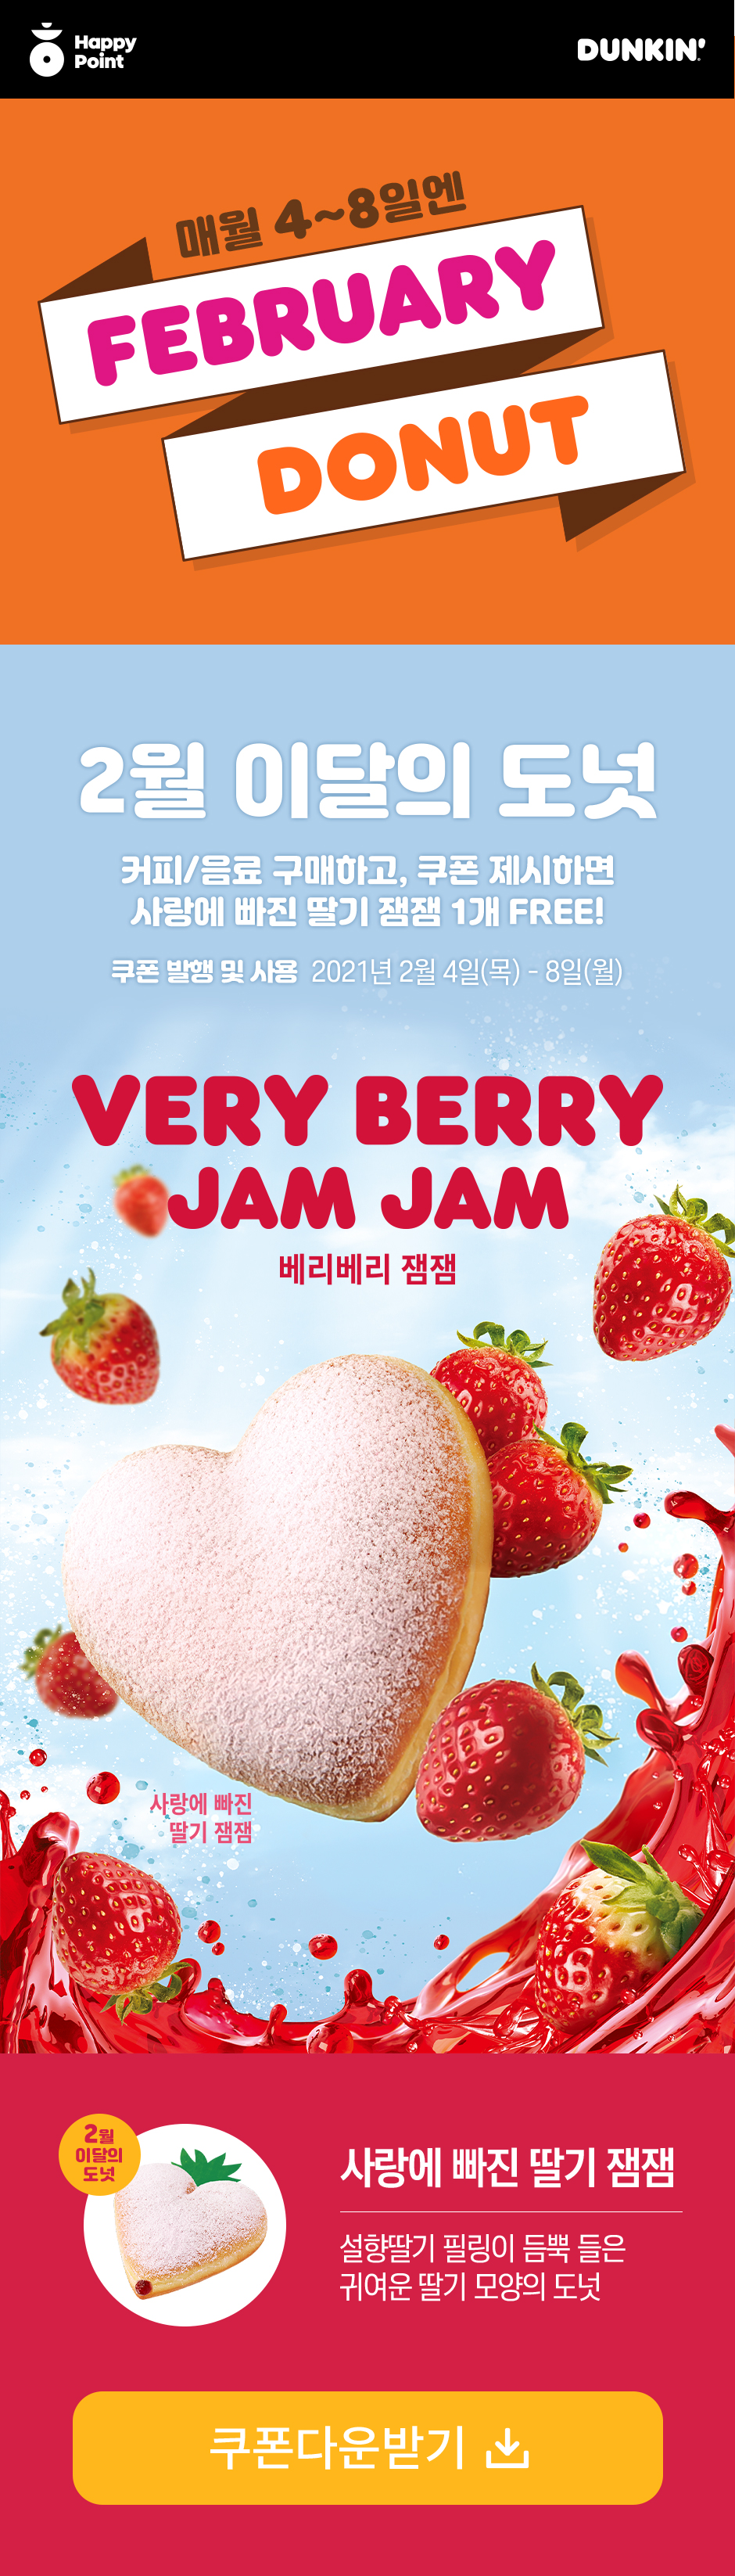 Happy
Point
DUNKIN'
매월 4~8일엔
FEBRUARY
DONUT
2월 이달의 도넛
커피/음료 구매하고, 쿠폰 제시하면
사랑에 빠진 딸기 잼잼 1개 FREE!
쿠폰 발행 및 사용 2021년 2월 4일(목) - 8일(월)
VERY BERRY
JAM JAM
베리베리 잼잼
사랑에 빠진
딸기 잼잼
2월
이달의
도넛
사랑에 빠진 딸기 잼잼
설향딸기 필링이 듬뿍 들은
귀여운 딸기 모양의 도넛
쿠폰다운받기